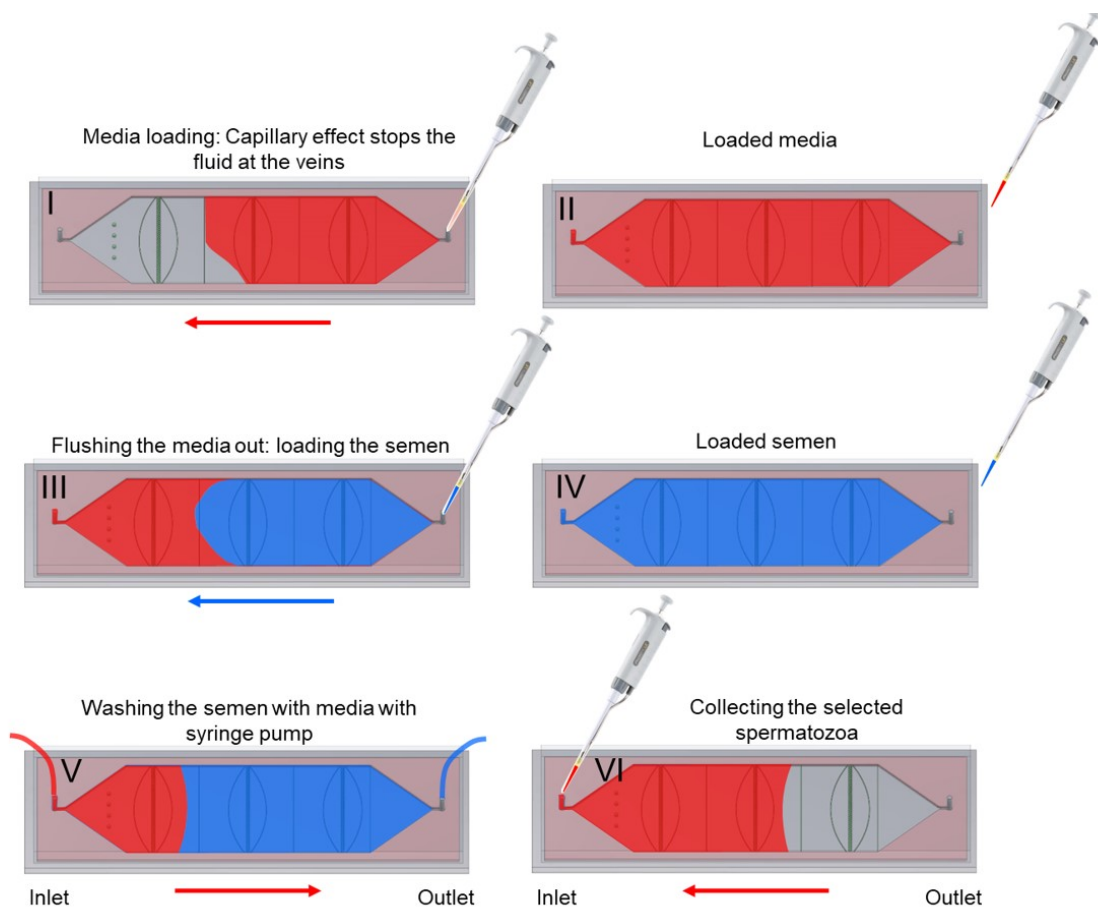 Media loading: Capillary effect stops the
fluid at the veins
Loaded media
I
II
Flushing the media out: loading the semen
Loaded semen
III
IV
Washing the semen with media with
syringe pump
Collecting the selected
spermatozoa
V
VI
Inlet
Outlet
Inlet
Outlet